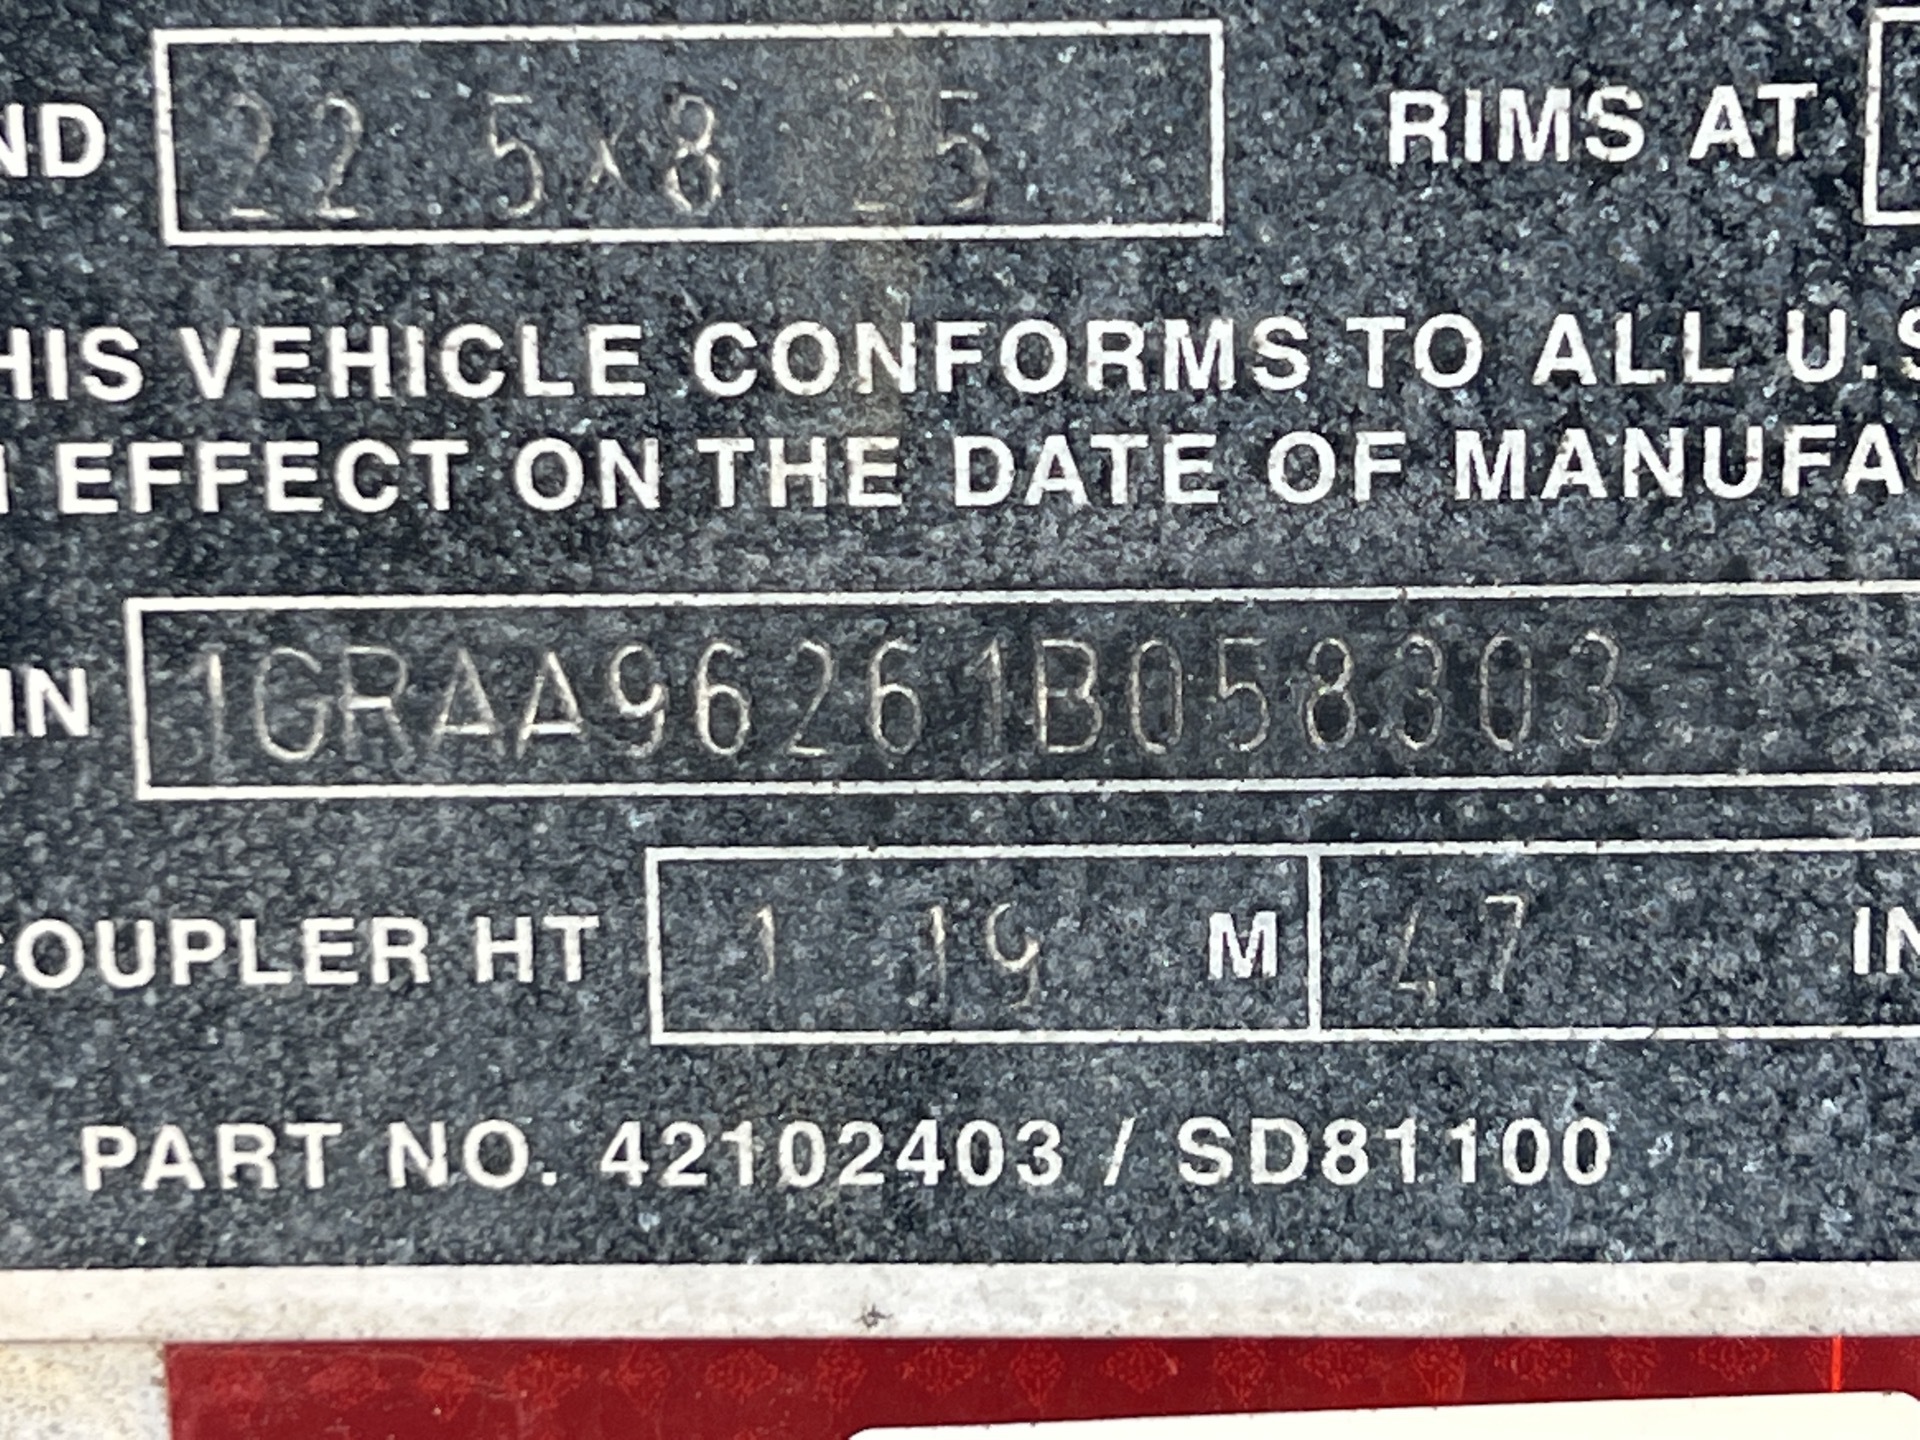 ND 22 5x8 25 RIMS AT
HIS VEHICLE CONFORMS TO ALL U.S
EFFECT ON THE DATE OF MANUFA
IN 1GRAA96261B058303
COUPLER HT 1 19 M 47 IN
PART NO. 42102403 / SD81100